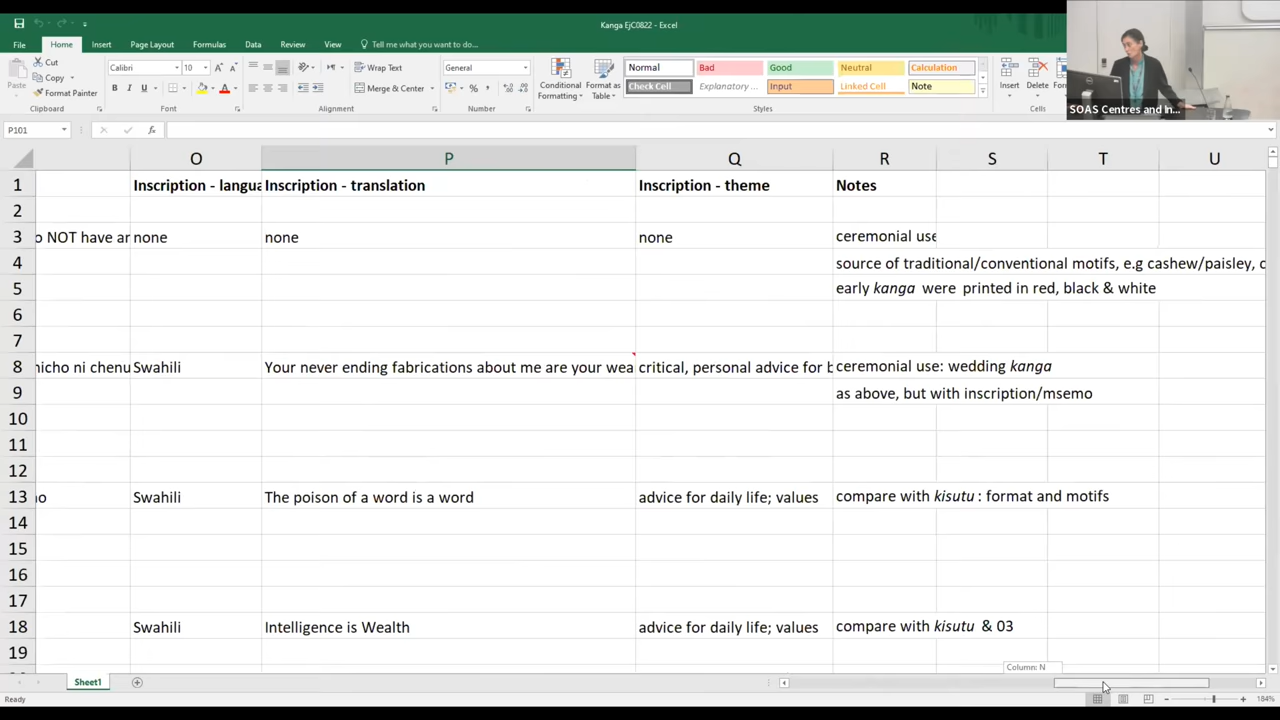 Kanga EjC0822 - Excel
File Home Insert Page Layout Formulas Data Review View Tell me what you want to do...
Cut
Copy
Format Painter
Paste
Calibri 10
Wrap Text
Merge & Center
General
Conditional Formatting
Format as Table
Normal Bad Good Neutral Calculation
Check Cell Explanatory ... Input Linked Cell Note
Insert Delete
Clipboard Font Alignment Number Styles Cells
SOAS Centres and In...
P101
O P Q R S T U
1 Inscription - langua Inscription - translation Inscription - theme Notes
2
3 o NOT have ar none none none ceremonial use
4 source of traditional/conventional motifs, e.g cashew/paisley, c
5 early kanga were printed in red, black & white
6
7
8 nicho ni chenu Swahili Your never ending fabrications about me are your wea critical, personal advice for b ceremonial use: wedding kanga
9 as above, but with inscription/msemo
10
11
12
13 no Swahili The poison of a word is a word advice for daily life; values compare with kisutu : format and motifs
14
15
16
17
18 Swahili Intelligence is Wealth advice for daily life; values compare with kisutu & 03
19
Column: N
Sheet1
Ready
184%